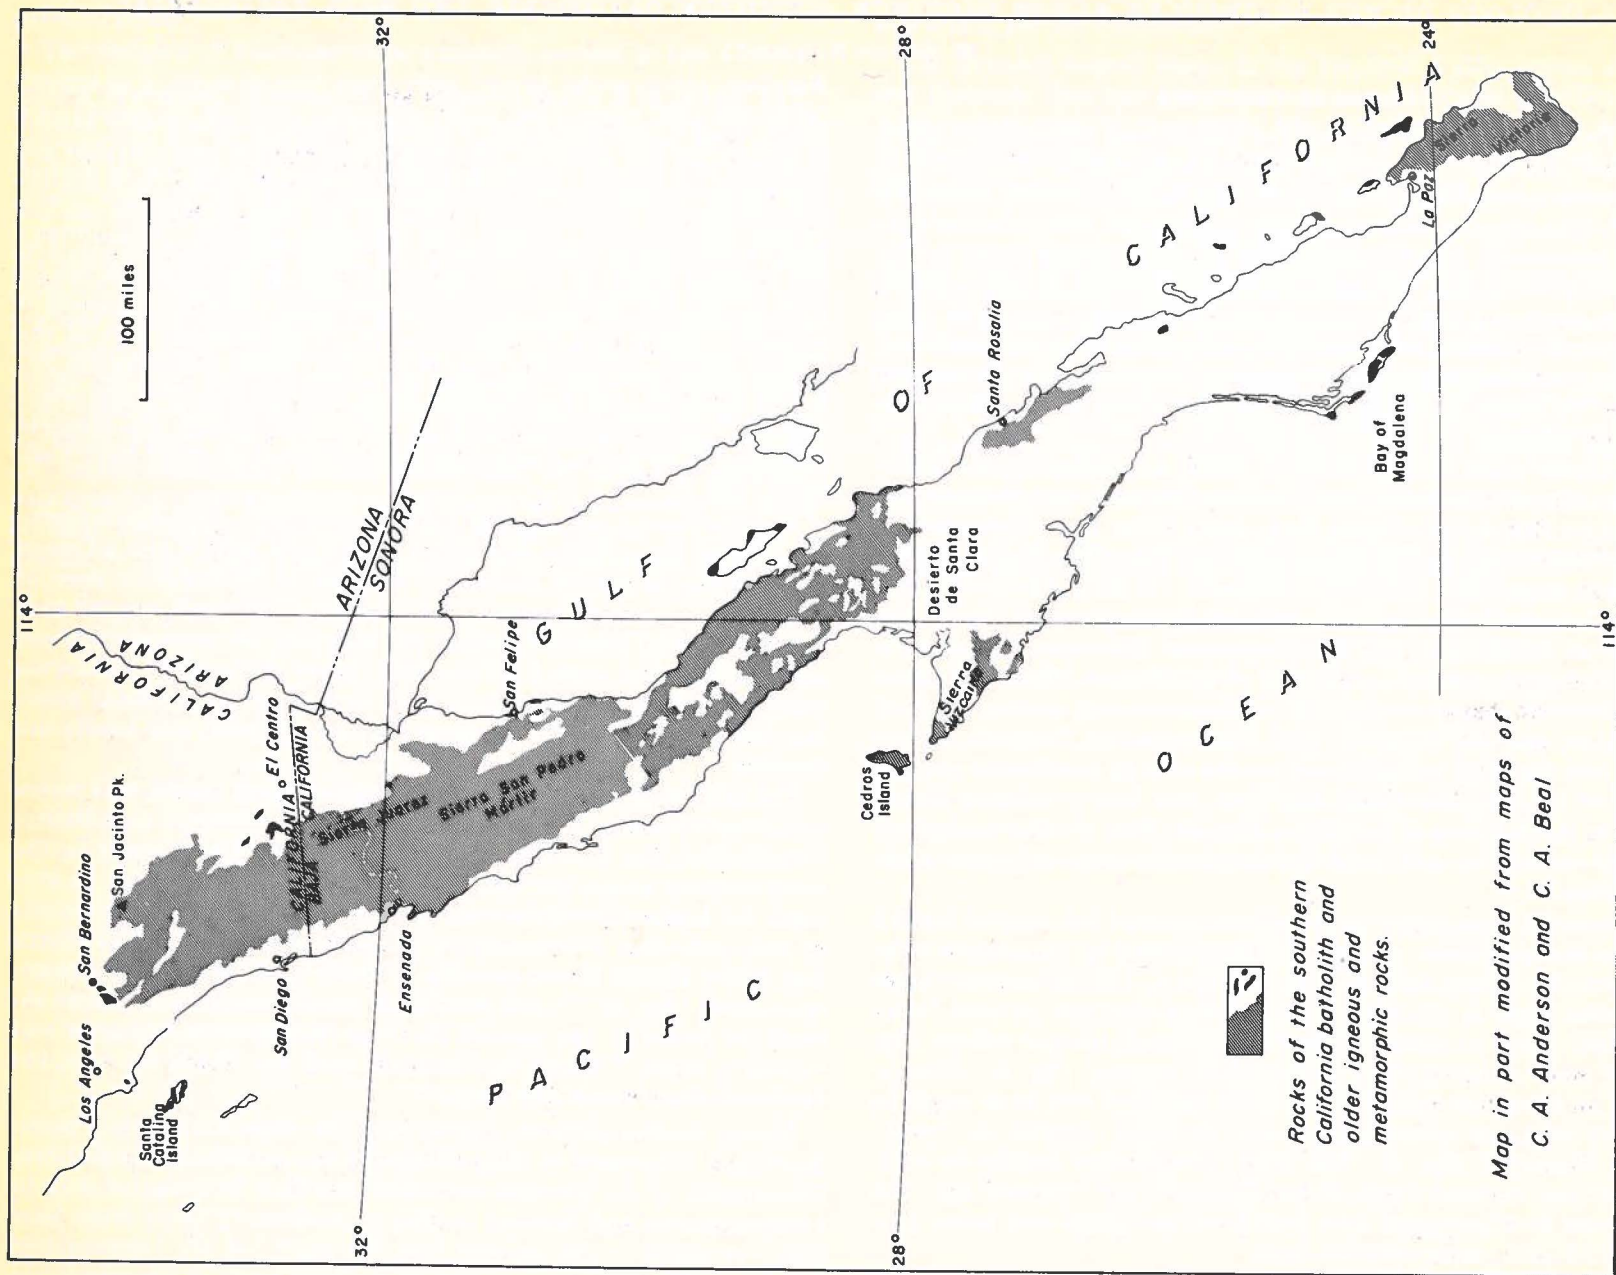 114°
CALIFORNIA
ARIZONA
ARIZONA
SONORA
100 miles
32°
San Bernardino
San Jacinto Pk.
Los Angeles
Santa
Catalina
Island
El Centro
CALIFORNIA
BAJA CALIFORNIA
San Diego
Ensenada
Sierra Juarez
Sierra San Pedro
Martir
San Felipe
32°
GULF
OF
CALIFORNIA
28°
Santa Rosalia
Desierto
de Santa
Clara
Cedros
Island
Sierra
28°
PACIFIC
OCEAN
24°
Bay of
Magdalena
La Paz
Sierra
Victoria
114°
Rocks of the southern
California batholith and
older igneous and
metamorphic rocks.
Map in part modified from maps of
C. A. Anderson and C. A. Beal